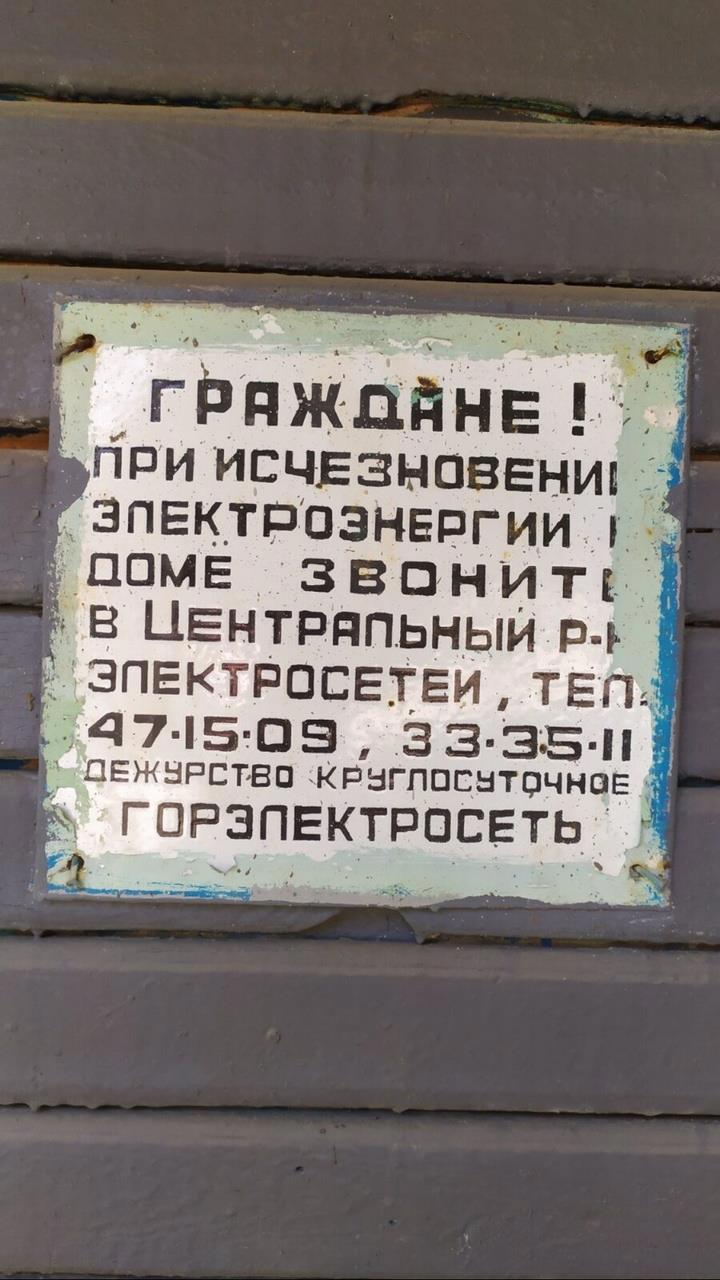 ГРАЖДАНЕ!
ПРИ ИСЧЕЗНОВЕНИИ
ЭЛЕКТРОЭНЕРГИИ
ДОМЕ ЗВОНИТЕ
В ЦЕНТРАЛЬНЫЙ Р-Н
ЭЛЕКТРОСЕТЕЙ, ТЕЛ.
47·15·09, 33·35·11
ДЕЖУРСТВО КРУГЛОСУТОЧНОЕ
ГОРЭЛЕКТРОСЕТЬ